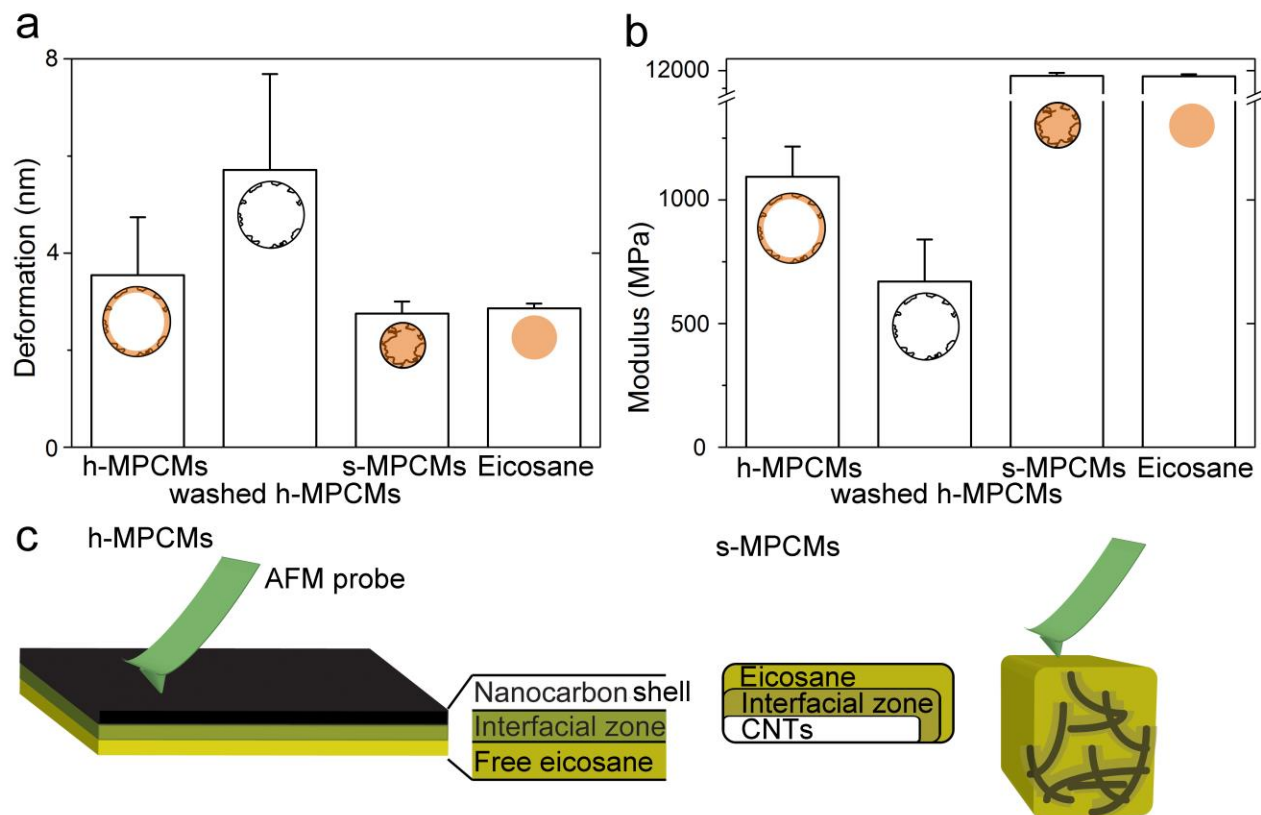 a
8
4
0
Deformation (nm)
h-MPCMs
washed h-MPCMs
s-MPCMs
Eicosane
b
12000
1000
500
0
Modulus (MPa)
h-MPCMs
washed h-MPCMs
s-MPCMs
Eicosane
c
h-MPCMs
AFM probe
Nanocarbon shell
Interfacial zone
Free eicosane
s-MPCMs
Eicosane
Interfacial zone
CNTs